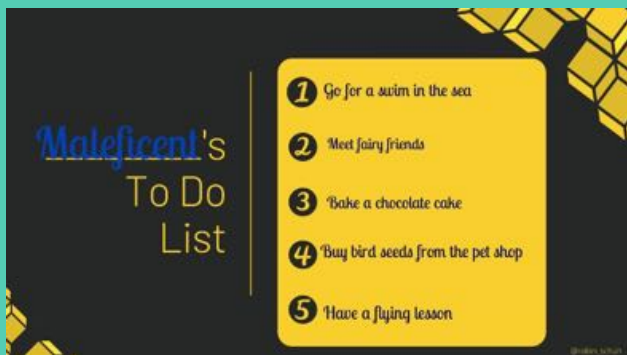 Maleficent's
To Do
List
1 Go for a swim in the sea
2 Meet fairy friends
3 Bake a chocolate cake
4 Buy bird seeds from the pet shop
5 Have a flying lesson